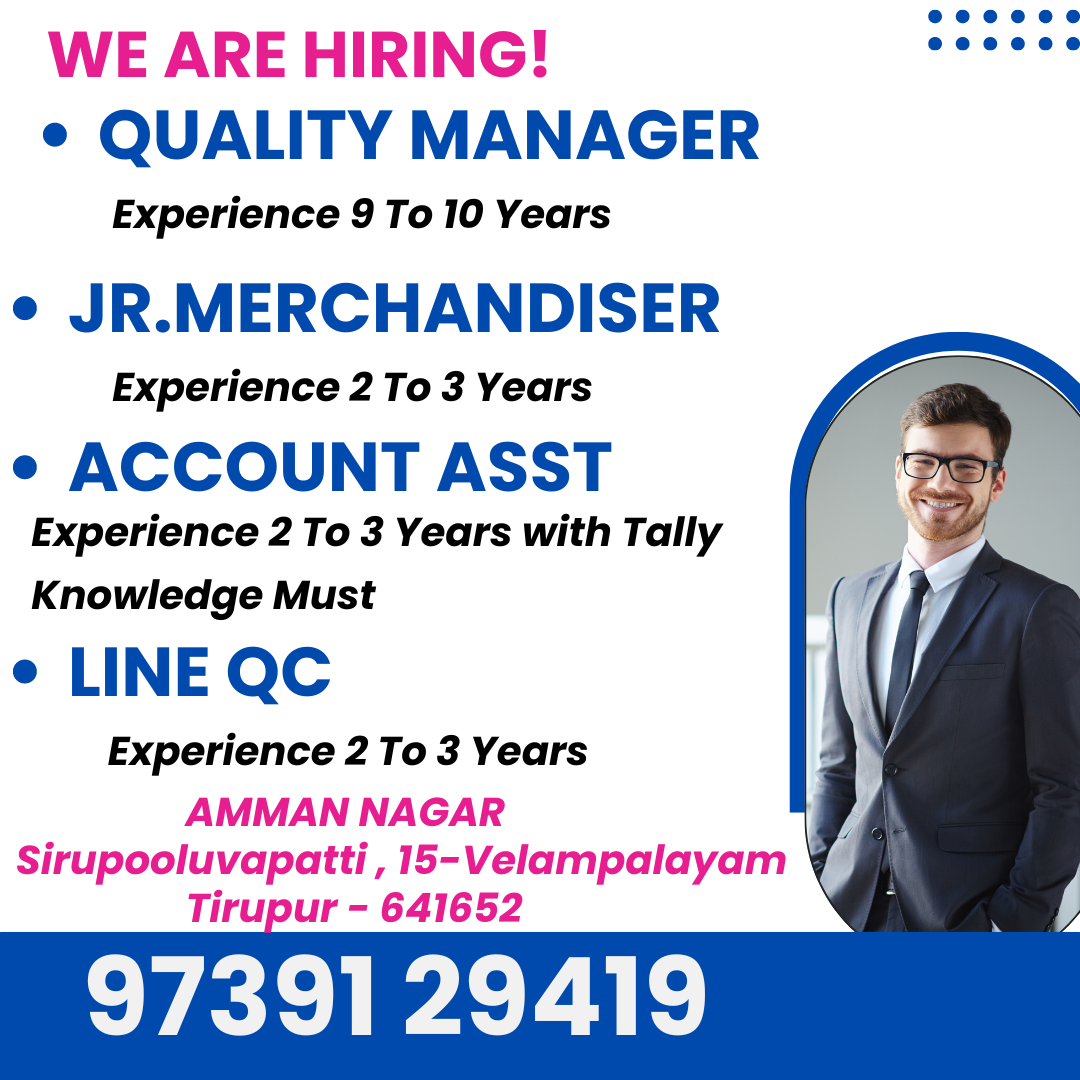 WE ARE HIRING!
• QUALITY MANAGER
Experience 9 To 10 Years
• JR.MERCHANDISER
Experience 2 To 3 Years
• ACCOUNT ASST
Experience 2 To 3 Years with Tally
Knowledge Must
• LINE QC
Experience 2 To 3 Years
AMMAN NAGAR
Sirupooluvapatti , 15-Velampalayam
Tirupur - 641652
97391 29419